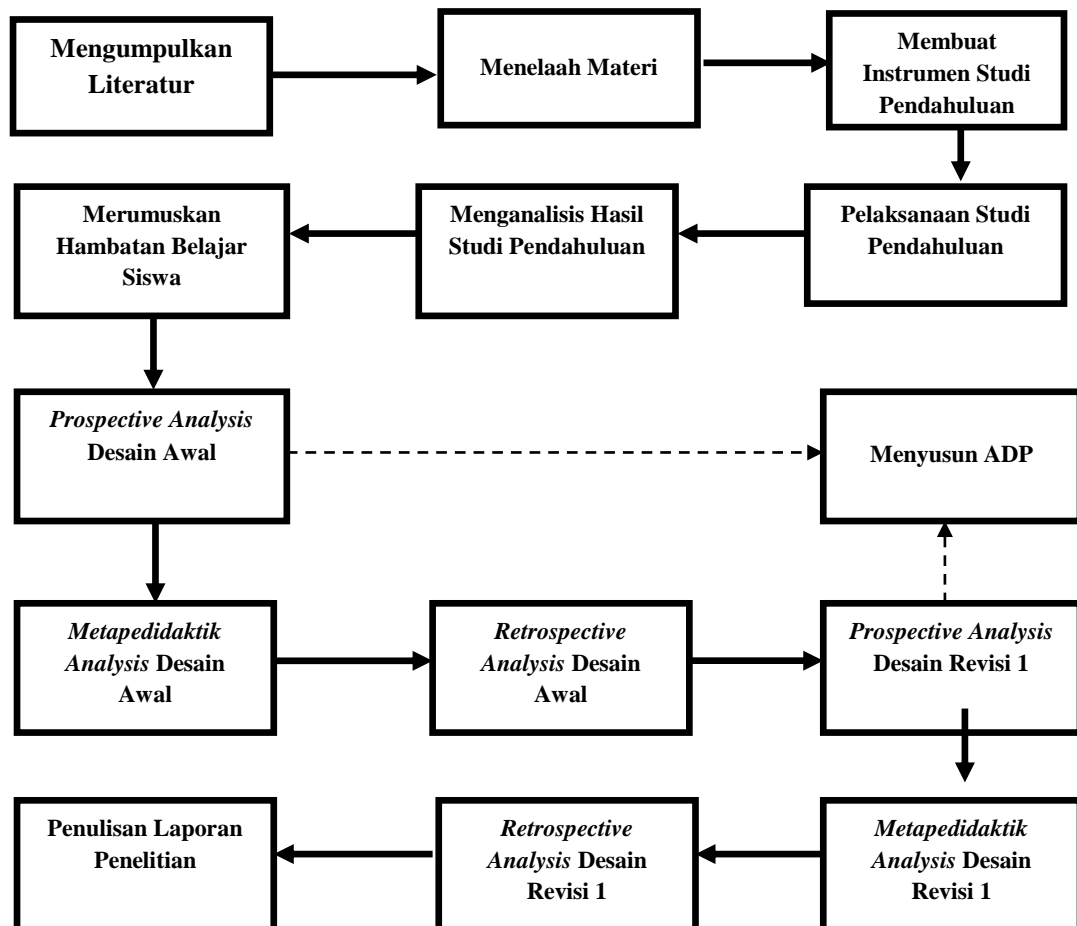 Mengumpulkan
Literatur
Menelaah Materi
Membuat
Instrumen Studi
Pendahuluan
Merumuskan
Hambatan Belajar
Siswa
Menganalisis Hasil
Studi Pendahuluan
Pelaksanaan Studi
Pendahuluan
Prospective Analysis
Desain Awal
Menyusun ADP
Metapedidaktik
Analysis Desain
Awal
Retrospective
Analysis Desain
Awal
Prospective Analysis
Desain Revisi 1
Penulisan Laporan
Penelitian
Retrospective
Analysis Desain
Revisi 1
Metapedidaktik
Analysis Desain
Revisi 1